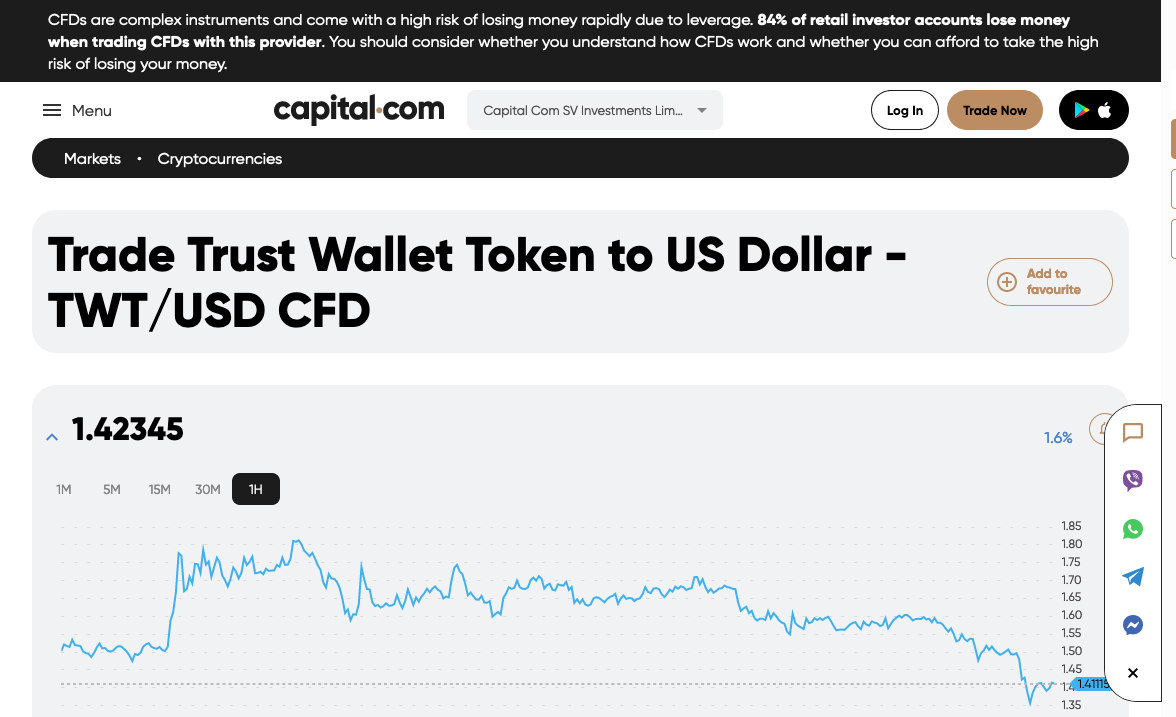 CFDs are complex instruments and come with a high risk of losing money rapidly due to leverage. 84% of retail investor accounts lose money
when trading CFDs with this provider. You should consider whether you understand how CFDs work and whether you can afford to take the high
risk of losing your money.
Menu
capital.com
Capital Com SV Investments Lim...
Log In
Trade Now
Markets • Cryptocurrencies
Trade Trust Wallet Token to US Dollar -
TWT/USD CFD
Add to
favourite
1.42345
1.6%
1M 5M 15M 30M 1H
1.85
1.80
1.75
1.70
1.65
1.60
1.55
1.50
1.45
1.41115
1.35